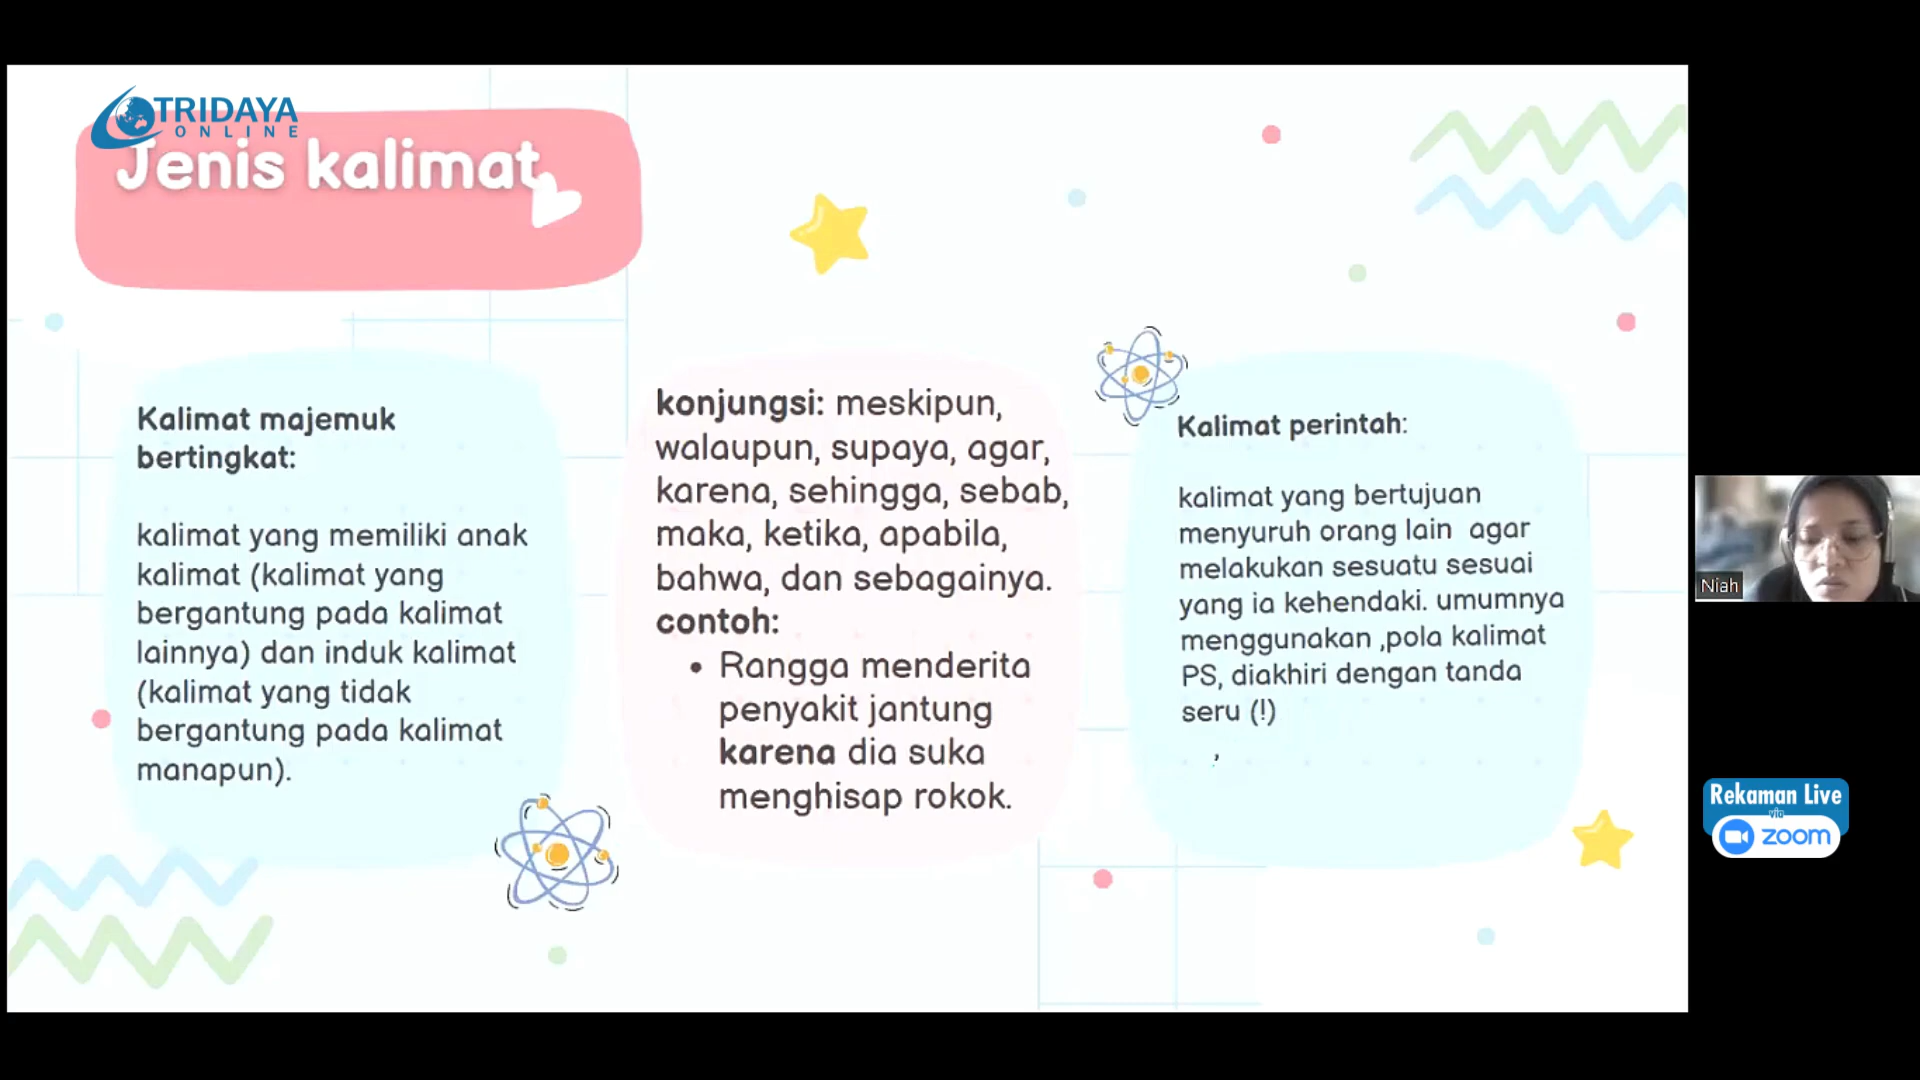 TRIDAYA
ONLINE
Jenis kalimat
Kalimat majemuk
bertingkat:
kalimat yang memiliki anak
kalimat (kalimat yang
bergantung pada kalimat
lainnya) dan induk kalimat
(kalimat yang tidak
bergantung pada kalimat
manapun).
konjungsi: meskipun,
walaupun, supaya, agar,
karena, sehingga, sebab,
maka, ketika, apabila,
bahwa, dan sebagainya.
contoh:
• Rangga menderita
penyakit jantung
karena dia suka
menghisap rokok.
Kalimat perintah:
kalimat yang bertujuan
menyuruh orang lain agar
melakukan sesuatu sesuai
yang ia kehendaki. umumnya
menggunakan ,pola kalimat
PS, diakhiri dengan tanda
seru (!)
Niah
Rekaman Live
via
zoom